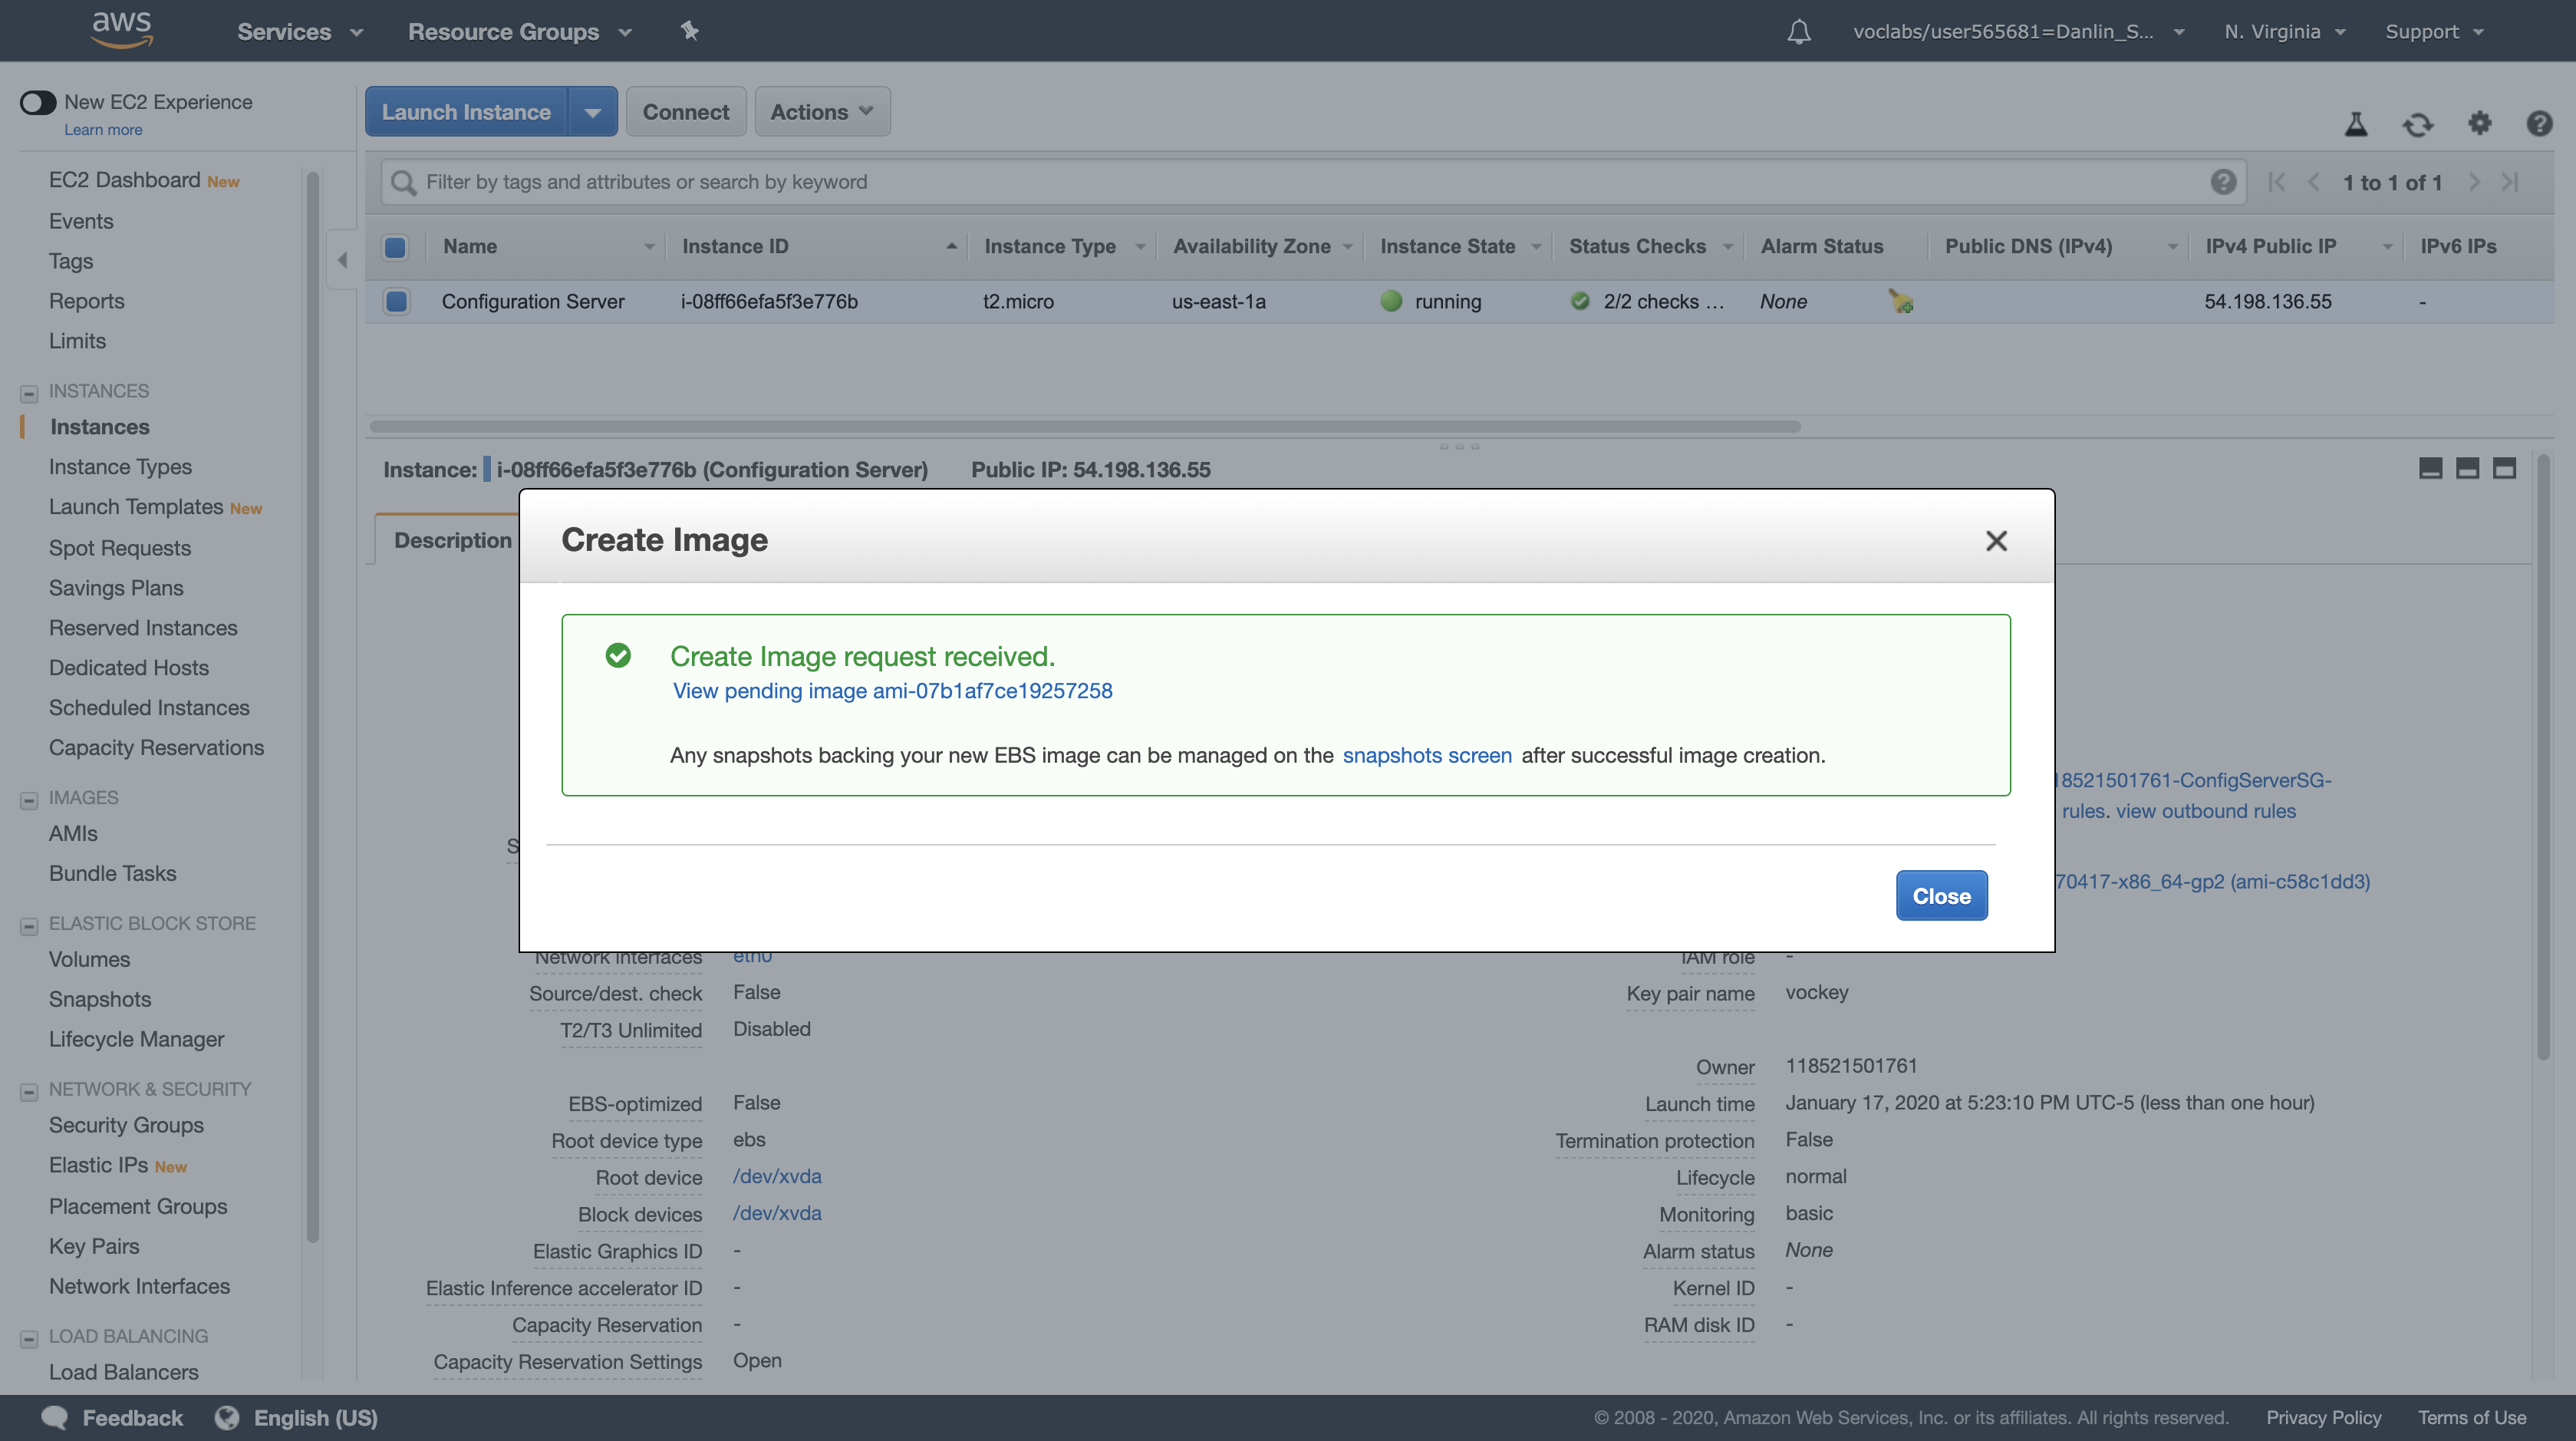 aws
Services
Resource Groups
voclabs/user565681=Danlin_S...
N. Virginia
Support
New EC2 Experience
Learn more
EC2 Dashboard New
Events
Tags
Reports
Limits
INSTANCES
Instances
Instance Types
Launch Templates New
Spot Requests
Savings Plans
Reserved Instances
Dedicated Hosts
Scheduled Instances
Capacity Reservations
IMAGES
AMIs
Bundle Tasks
ELASTIC BLOCK STORE
Volumes
Snapshots
Lifecycle Manager
NETWORK & SECURITY
Security Groups
Elastic IPs New
Placement Groups
Key Pairs
Network Interfaces
LOAD BALANCING
Load Balancers
Launch Instance
Connect
Actions
Filter by tags and attributes or search by keyword
1 to 1 of 1
Name Instance ID Instance Type Availability Zone Instance State Status Checks Alarm Status Public DNS (IPv4) IPv4 Public IP IPv6 IPs
Configuration Server i-08ff66efa5f3e776b t2.micro us-east-1a running 2/2 checks ... None 54.198.136.55 -
Instance: i-08ff66efa5f3e776b (Configuration Server) Public IP: 54.198.136.55
Description
Create Image
Create Image request received.
View pending image ami-07b1af7ce19257258
Any snapshots backing your new EBS image can be managed on the snapshots screen after successful image creation.
Close
18521501761-ConfigServerSG-
rules. view outbound rules
S
70417-x86_64-gp2 (ami-c58c1dd3)
Network interfaces eth0
Source/dest. check False
T2/T3 Unlimited Disabled
EBS-optimized False
Root device type ebs
Root device /dev/xvda
Block devices /dev/xvda
Elastic Graphics ID -
Elastic Inference accelerator ID -
Capacity Reservation -
Capacity Reservation Settings Open
IAM role -
Key pair name vockey
Owner 118521501761
Launch time January 17, 2020 at 5:23:10 PM UTC-5 (less than one hour)
Termination protection False
Lifecycle normal
Monitoring basic
Alarm status None
Kernel ID -
RAM disk ID -
Feedback
English (US)
© 2008 - 2020, Amazon Web Services, Inc. or its affiliates. All rights reserved. Privacy Policy Terms of Use